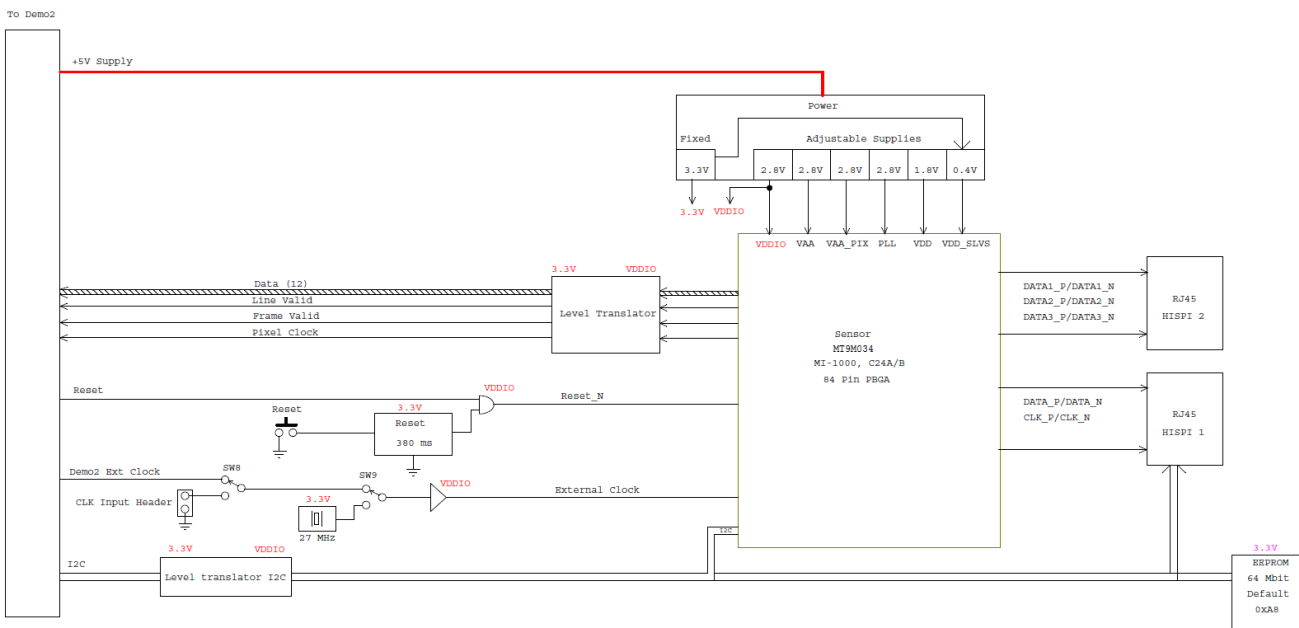 To Demo2
+5V Supply
Power
Fixed
Adjustable Supplies
3.3V
2.8V
2.8V
2.8V
2.8V
1.8V
0.4V
3.3V
VDDIO
VDDIO
VAA
VAA_PIX
PLL
VDD
VDD_SLVS
3.3V
VDDIO
Level Translator
Data (12)
Line Valid
Frame Valid
Pixel Clock
Sensor
MT9M034
MI-1000, C24A/B
84 Pin PBGA
DATA1_P/DATA1_N
DATA2_P/DATA2_N
DATA3_P/DATA3_N
RJ45
HISPI 2
DATA_P/DATA_N
CLK_P/CLK_N
RJ45
HISPI 1
Reset
VDDIO
Reset_N
Reset
3.3V
Reset
380 ms
Demo2 Ext Clock
SW8
CLK Input Header
SW9
3.3V
27 MHz
VDDIO
External Clock
I2C
I2C
3.3V
VDDIO
Level translator I2C
3.3V
EEPROM
64 Mbit
Default
0xA8